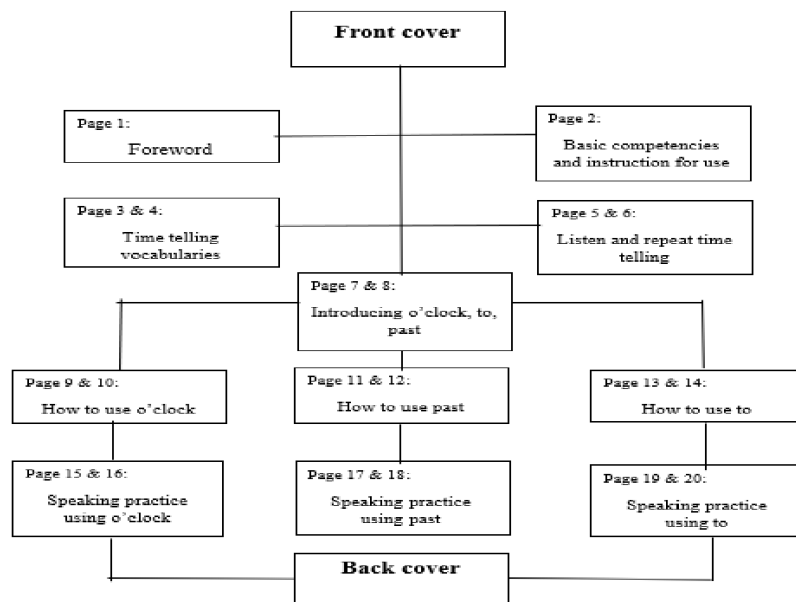 Front cover
Page 1:
Foreword
Page 2:
Basic competencies
and instruction for use
Page 3 & 4:
Time telling
vocabularies
Page 5 & 6:
Listen and repeat time
telling
Page 7 & 8:
Introducing o’clock, to,
past
Page 9 & 10:
How to use o’clock
Page 11 & 12:
How to use past
Page 13 & 14:
How to use to
Page 15 & 16:
Speaking practice
using o’clock
Page 17 & 18:
Speaking practice
using past
Page 19 & 20:
Speaking practice
using to
Back cover